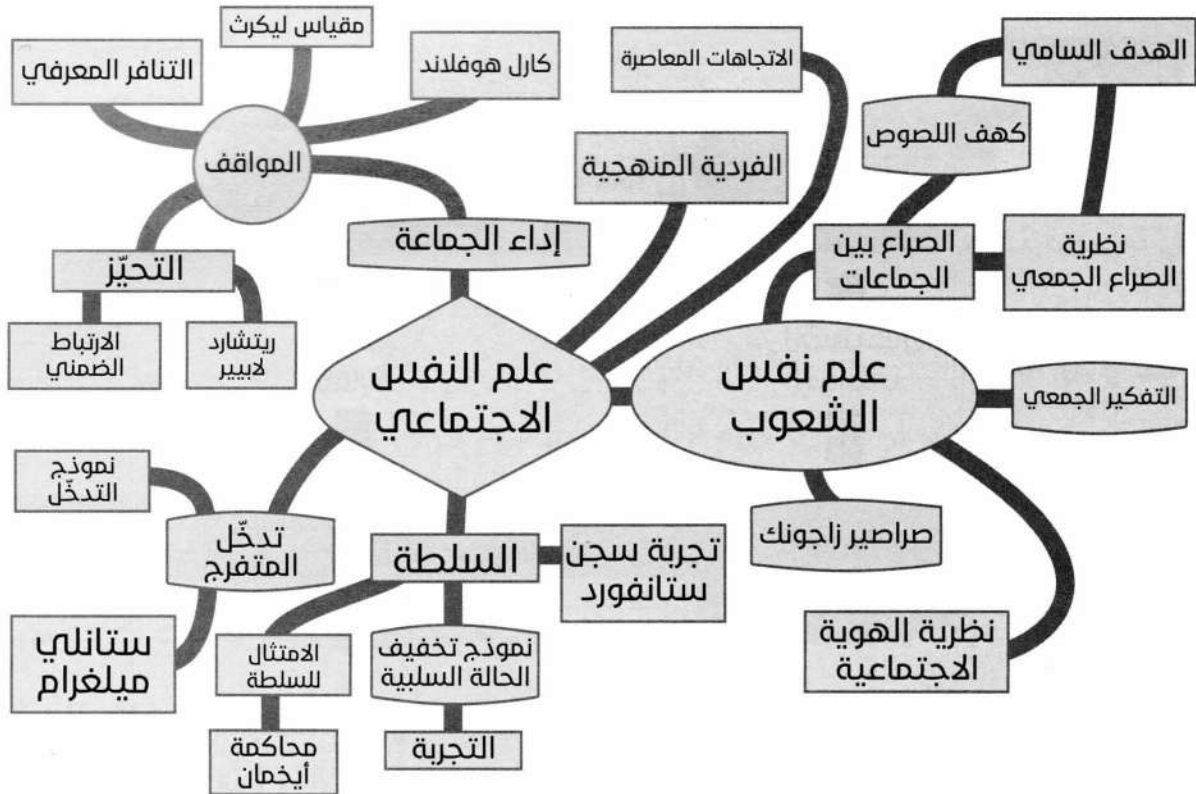 مقياس ليكرث
الهدف السامي
الاتجاهات المعاصرة
كارل هوفلاند
التنافر المعرفي
كهف اللصوص
المواقف
الفردية المنهجية
إداء الجماعة
الصراع بين
الجماعات
نظرية
الصراع الجمعي
التحيّز
ريتشارد
لابيير
الارتباط
الضمني
علم النفس
الاجتماعي
علم نفس
الشعوب
التفكير الجمعي
نموذج
التدخّل
تدخّل
المتفرج
صراصير زاجونك
السلطة
تجربة سجن
ستانفورد
ستانلي
ميلغرام
الامتثال
للسلطة
نموذج تخفيف
الحالة السلبية
نظرية الهوية
الاجتماعية
محاكمة
أيخمان
التجربة